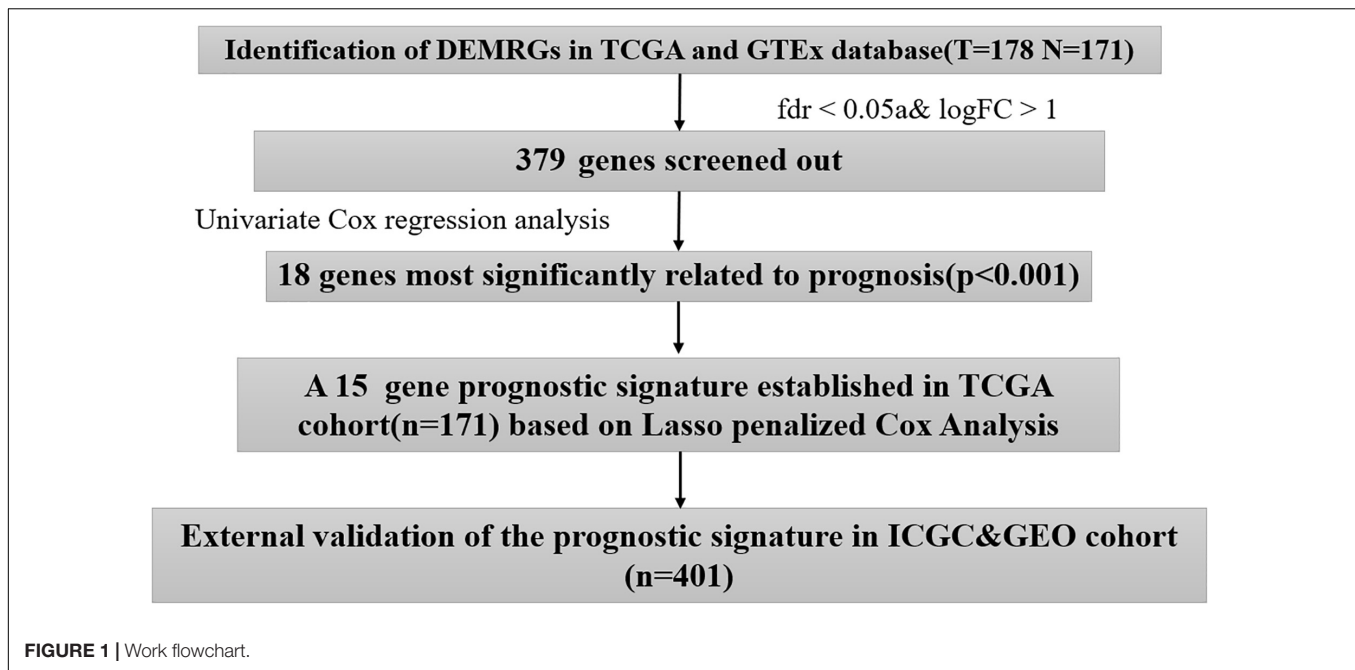 Identification of DEMRGs in TCGA and GTEx database(T=178 N=171)
fdr < 0.05a& logFC > 1
379 genes screened out
Univariate Cox regression analysis
18 genes most significantly related to prognosis(p<0.001)
A 15 gene prognostic signature established in TCGA
cohort(n=171) based on Lasso penalized Cox Analysis
External validation of the prognostic signature in ICGC&GEO cohort
(n=401)
FIGURE 1 | Work flowchart.